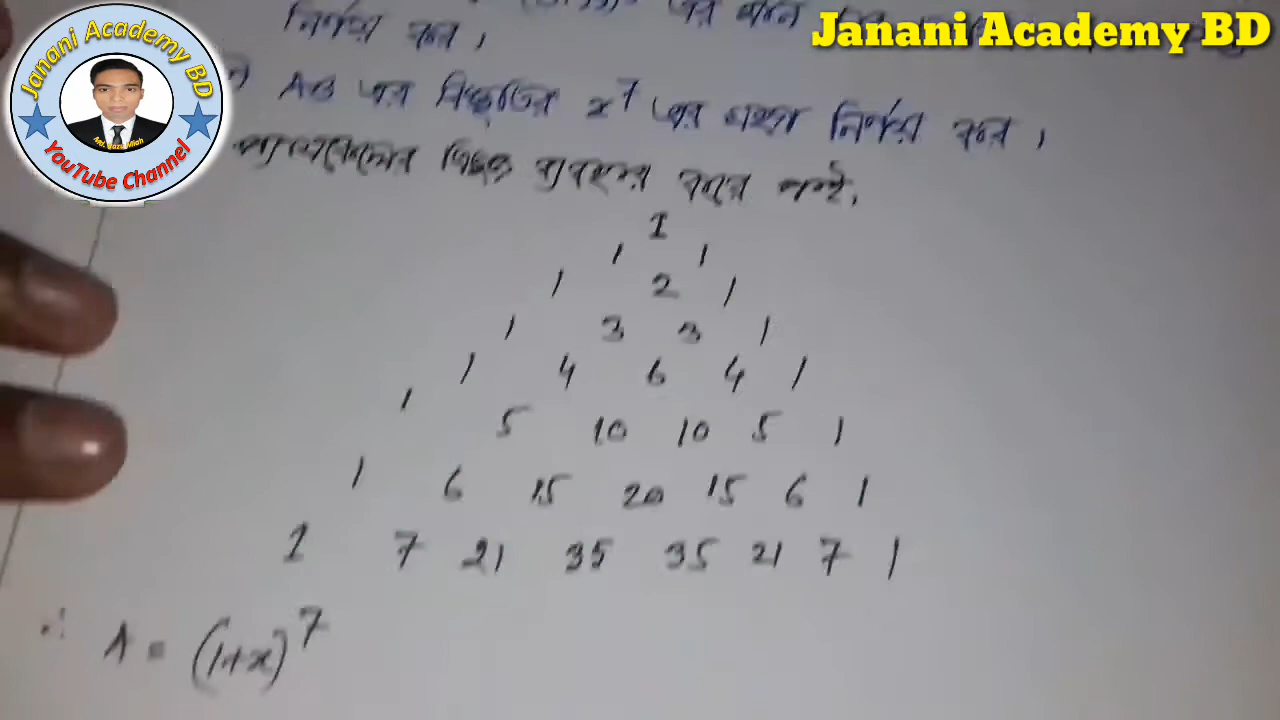 Janani Academy BD
Janani Academy BD
YouTube Channel
এর মান
নির্ণয় কর।
AB এর বিস্তৃতির x^7 এর সহগ নির্ণয় কর।
প্যাসকেলের ত্রিভুজ ব্যবহার করে পাই,
1
1 1
1 2 1
1 3 3 1
1 4 6 4 1
1 5 10 10 5 1
1 6 15 20 15 6 1
1 7 21 35 35 21 7 1
∴ A = (1+x)^7